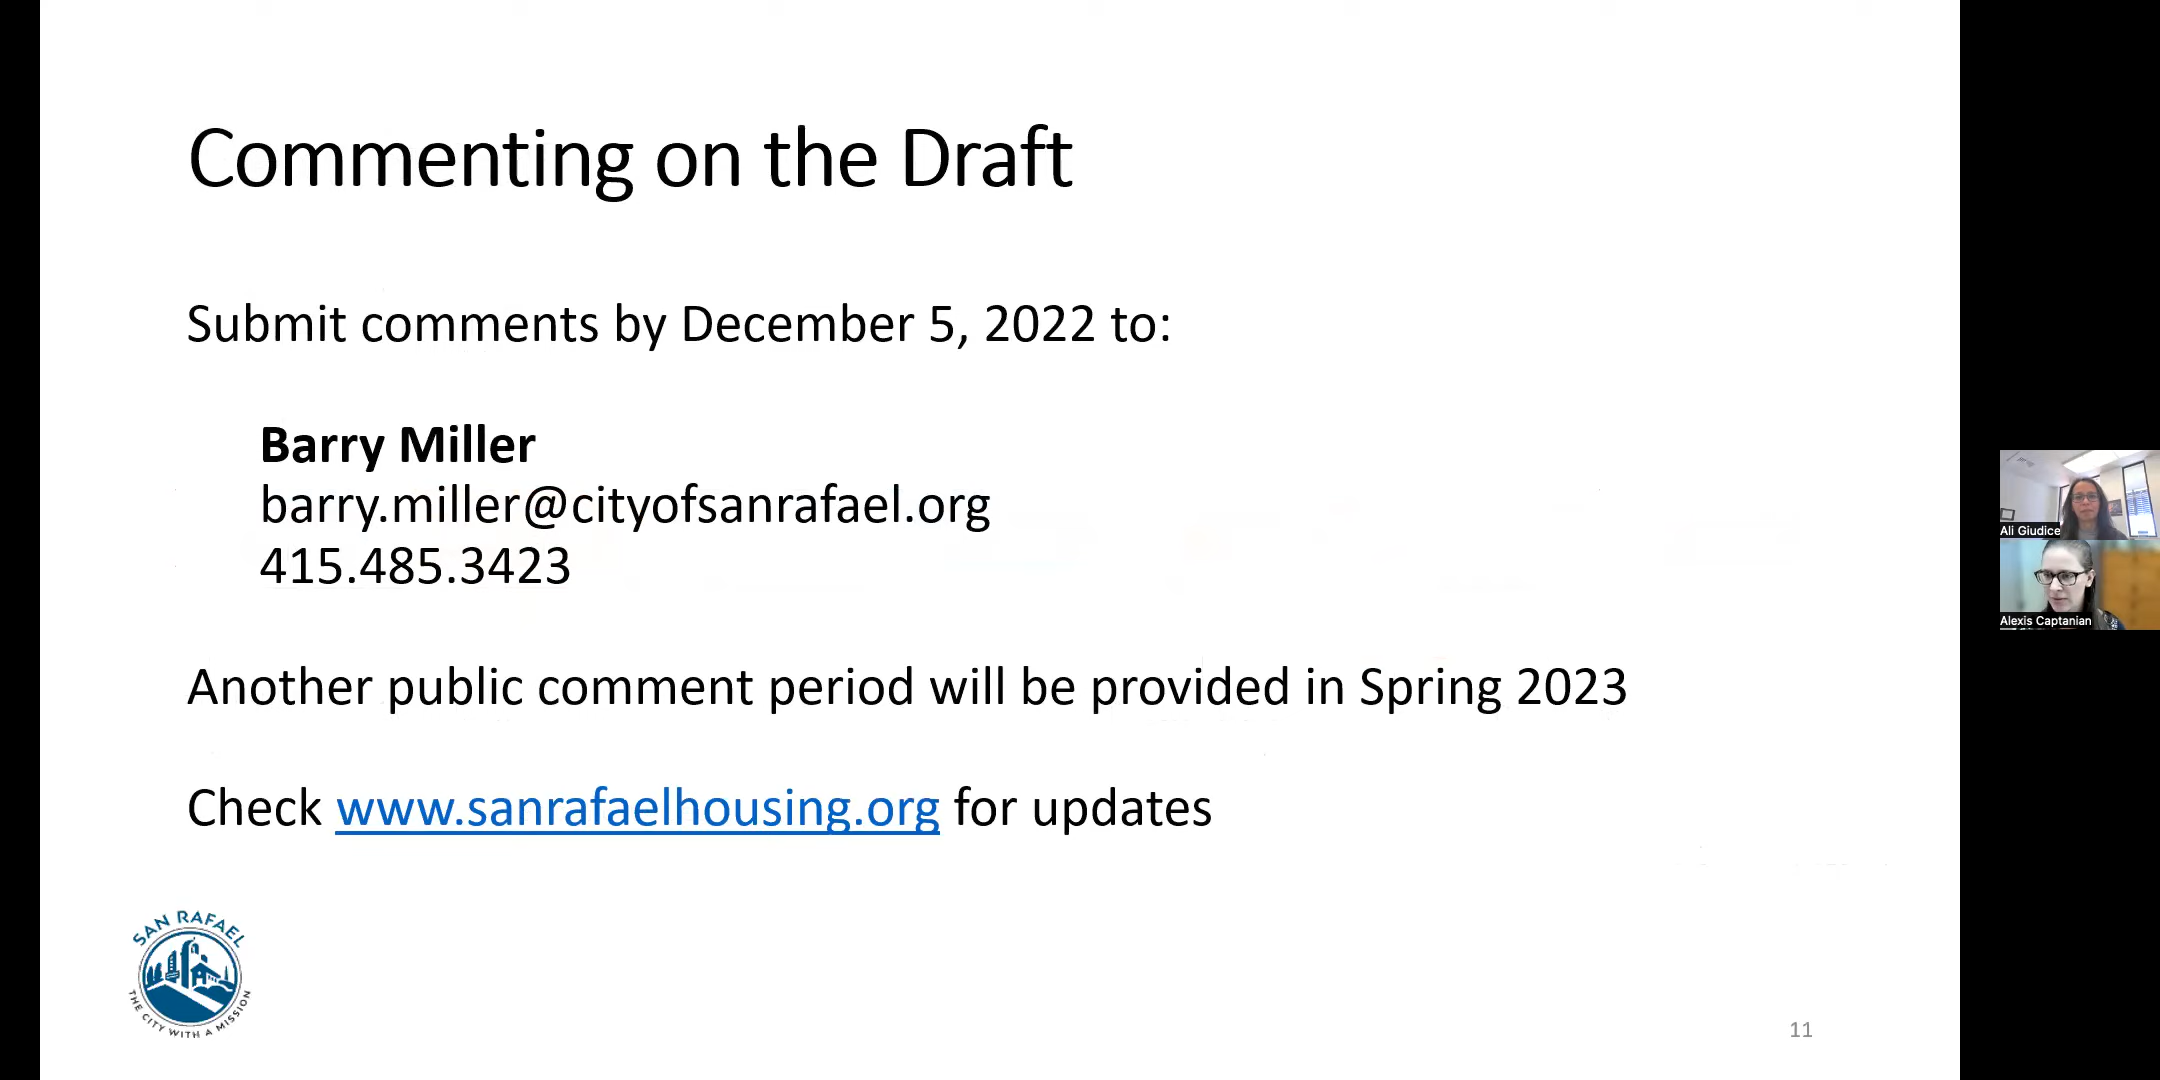 Commenting on the Draft
Submit comments by December 5, 2022 to:
Barry Miller
barry.miller@cityofsanrafael.org
415.485.3423
Another public comment period will be provided in Spring 2023
Check www.sanrafaelhousing.org for updates
SAN RAFAEL
THE CITY WITH A MISSION
11
Ali Giudice
Alexis Captanian